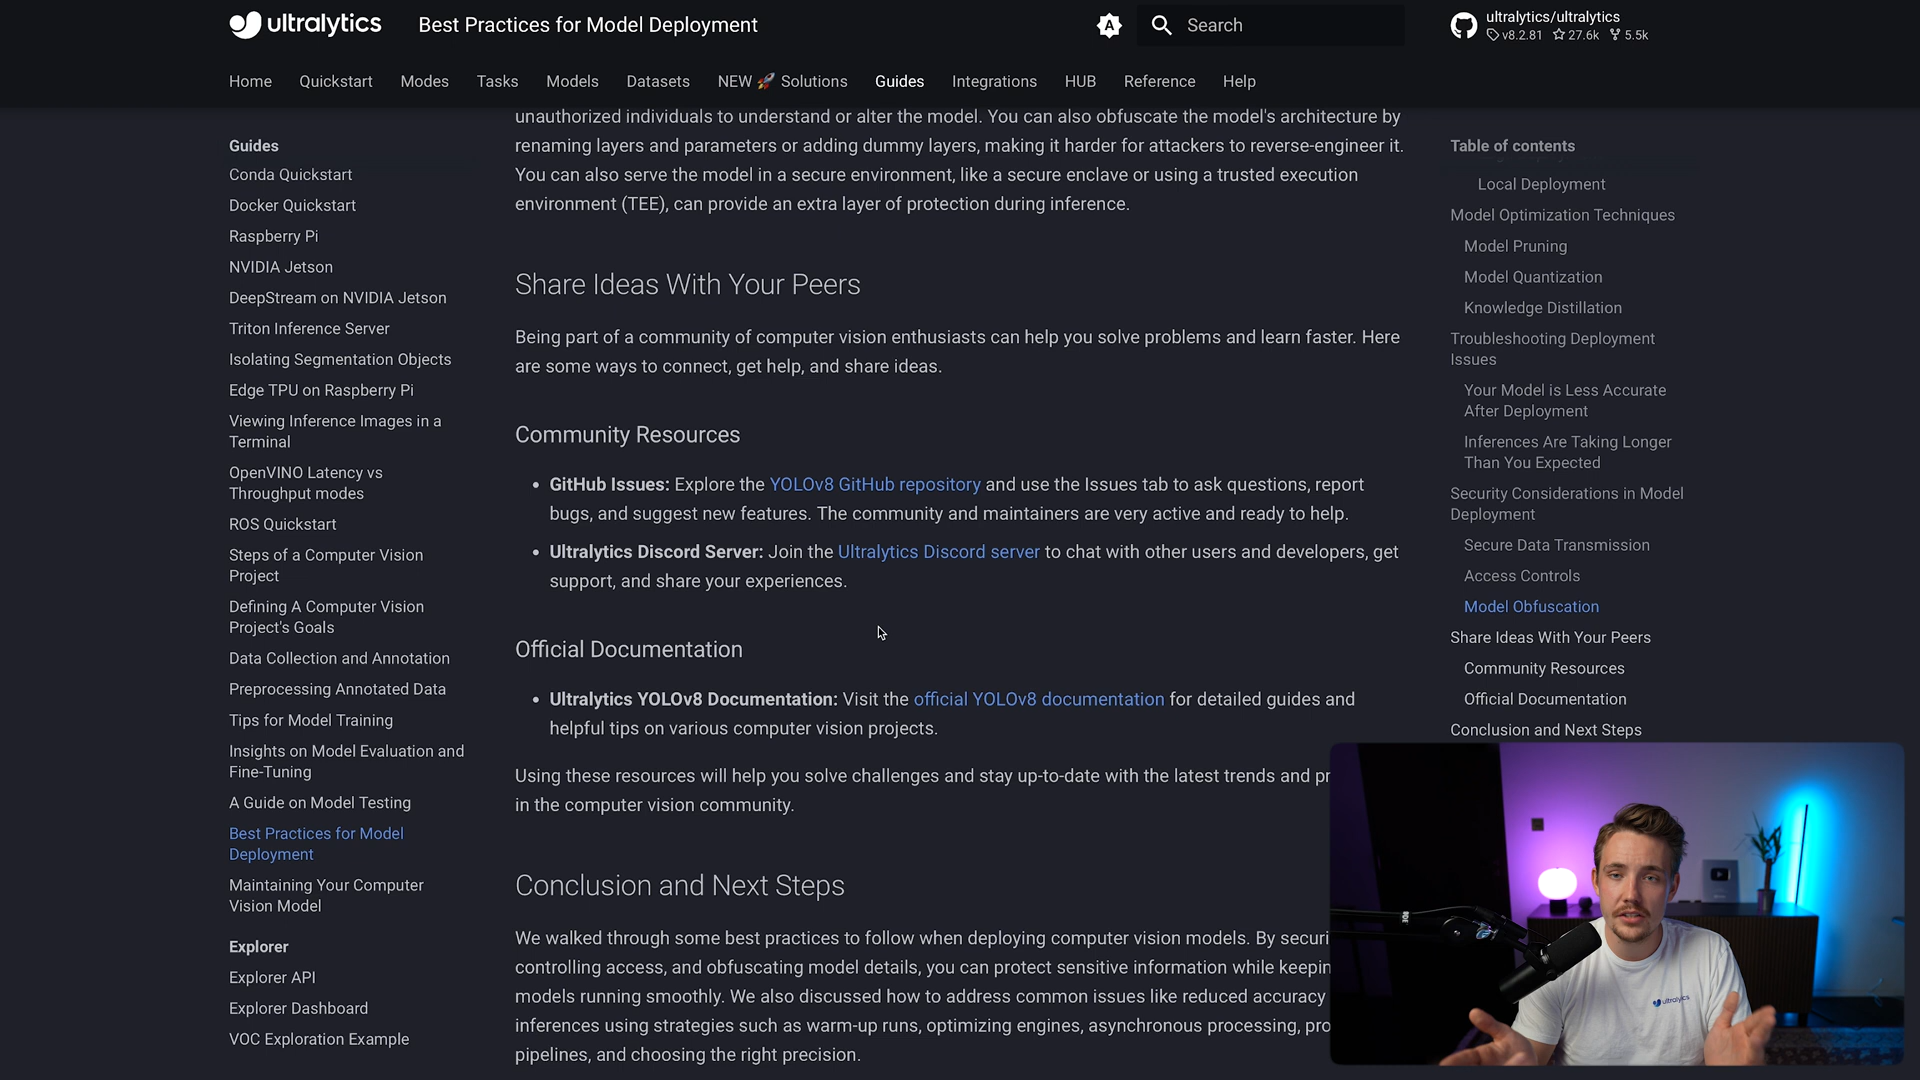 ultralytics
Best Practices for Model Deployment
Search
ultralytics/ultralytics
v8.2.81 27.6k 5.5k
Home Quickstart Modes Tasks Models Datasets NEW 🚀 Solutions Guides Integrations HUB Reference Help
Guides
Conda Quickstart
Docker Quickstart
Raspberry Pi
NVIDIA Jetson
DeepStream on NVIDIA Jetson
Triton Inference Server
Isolating Segmentation Objects
Edge TPU on Raspberry Pi
Viewing Inference Images in a
Terminal
OpenVINO Latency vs
Throughput modes
ROS Quickstart
Steps of a Computer Vision
Project
Defining A Computer Vision
Project's Goals
Data Collection and Annotation
Preprocessing Annotated Data
Tips for Model Training
Insights on Model Evaluation and
Fine-Tuning
A Guide on Model Testing
Best Practices for Model
Deployment
Maintaining Your Computer
Vision Model
Explorer
Explorer API
Explorer Dashboard
VOC Exploration Example
unauthorized individuals to understand or alter the model. You can also obfuscate the model's architecture by
renaming layers and parameters or adding dummy layers, making it harder for attackers to reverse-engineer it.
You can also serve the model in a secure environment, like a secure enclave or using a trusted execution
environment (TEE), can provide an extra layer of protection during inference.
Share Ideas With Your Peers
Being part of a community of computer vision enthusiasts can help you solve problems and learn faster. Here
are some ways to connect, get help, and share ideas.
Community Resources
• GitHub Issues: Explore the YOLOv8 GitHub repository and use the Issues tab to ask questions, report
bugs, and suggest new features. The community and maintainers are very active and ready to help.
• Ultralytics Discord Server: Join the Ultralytics Discord server to chat with other users and developers, get
support, and share your experiences.
Official Documentation
• Ultralytics YOLOv8 Documentation: Visit the official YOLOv8 documentation for detailed guides and
helpful tips on various computer vision projects.
Using these resources will help you solve challenges and stay up-to-date with the latest trends and pr
in the computer vision community.
Conclusion and Next Steps
We walked through some best practices to follow when deploying computer vision models. By securi
controlling access, and obfuscating model details, you can protect sensitive information while keepin
models running smoothly. We also discussed how to address common issues like reduced accuracy
inferences using strategies such as warm-up runs, optimizing engines, asynchronous processing, pro
pipelines, and choosing the right precision.
Table of contents
Local Deployment
Model Optimization Techniques
Model Pruning
Model Quantization
Knowledge Distillation
Troubleshooting Deployment
Issues
Your Model is Less Accurate
After Deployment
Inferences Are Taking Longer
Than You Expected
Security Considerations in Model
Deployment
Secure Data Transmission
Access Controls
Model Obfuscation
Share Ideas With Your Peers
Community Resources
Official Documentation
Conclusion and Next Steps
ultralytics